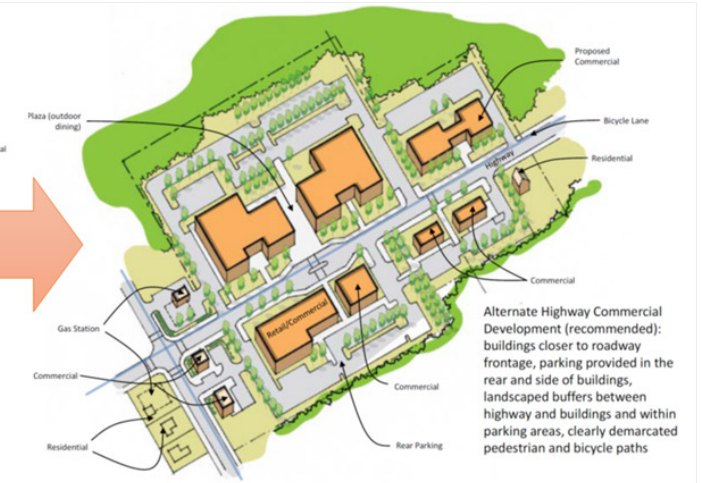 Proposed
Commercial
Plaza (outdoor
dining)
Bicycle Lane
al
Highway
Residential
Commercial
Gas Station
Retail/Commercial
Commercial
Commercial
Residential
Rear Parking
Alternate Highway Commercial
Development (recommended):
buildings closer to roadway
frontage, parking provided in the
rear and side of buildings,
landscaped buffers between
highway and buildings and within
parking areas, clearly demarcated
pedestrian and bicycle paths